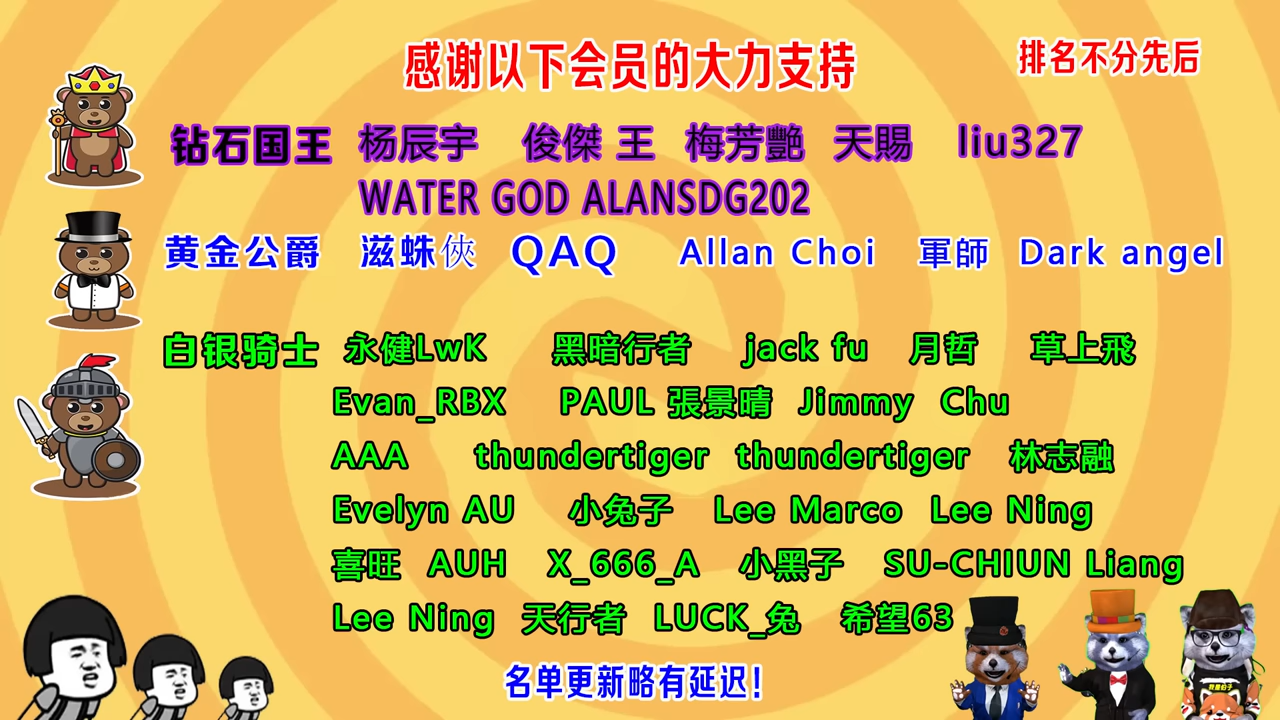 感谢以下会员的大力支持 排名不分先后
钻石国王 杨辰宇 俊傑 王 梅芳艷 天賜 liu327
WATER GOD ALANSDG202
黄金公爵 滋蛛俠 QAQ Allan Choi 軍師 Dark angel
白银骑士 永健LwK 黑暗行者 jack fu 月哲 草上飛
Evan_RBX PAUL 張景晴 Jimmy Chu
AAA thundertiger thundertiger 林志融
Evelyn AU 小兔子 Lee Marco Lee Ning
喜旺 AUH X_666_A 小黑子 SU-CHIUN Liang
Lee Ning 天行者 LUCK_兔 希望63
名单更新略有延迟！